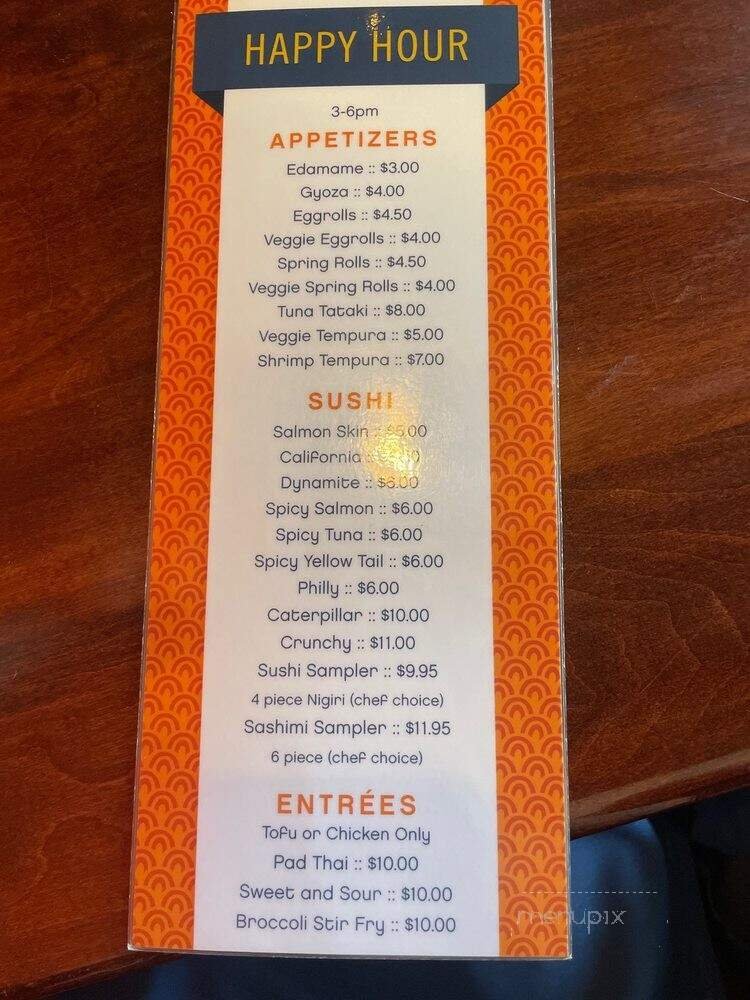 HAPPY HOUR
3-6pm
APPETIZERS
Edamame :: $3.00
Gyoza :: $4.00
Eggrolls :: $4.50
Veggie Eggrolls :: $4.00
Spring Rolls :: $4.50
Veggie Spring Rolls :: $4.00
Tuna Tataki :: $8.00
Veggie Tempura :: $5.00
Shrimp Tempura :: $7.00
SUSHI
Salmon Skin :: $5.00
California ::
Dynamite :: $6.00
Spicy Salmon :: $6.00
Spicy Tuna :: $6.00
Spicy Yellow Tail :: $6.00
Philly :: $6.00
Caterpillar :: $10.00
Crunchy :: $11.00
Sushi Sampler :: $9.95
4 piece Nigiri (chef choice)
Sashimi Sampler :: $11.95
6 piece (chef choice)
ENTRÉES
Tofu or Chicken Only
Pad Thai :: $10.00
Sweet and Sour :: $10.00
Broccoli Stir Fry :: $10.00
menupix